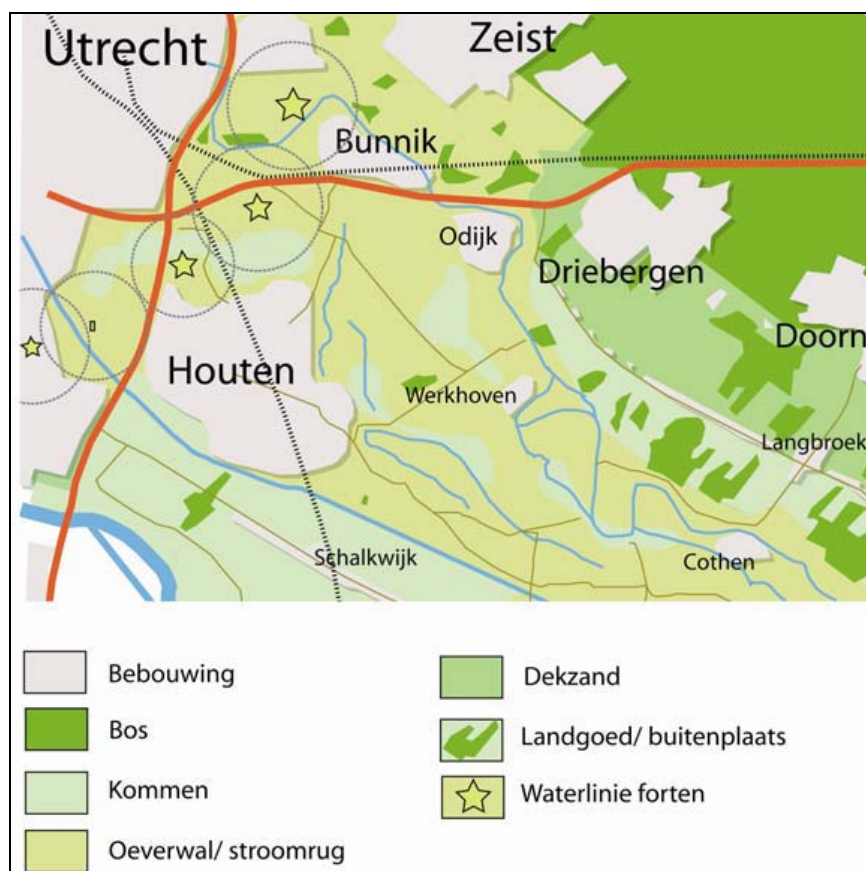 Utrecht
Zeist
Bunnik
Odijk
Driebergen
Doorn
Houten
Werkhoven
Langbroek
Schalkwijk
Cothen
Bebouwing
Bos
Kommen
Oeverwal/ stroomrug
Dekzand
Landgoed/ buitenplaats
Waterlinie forten